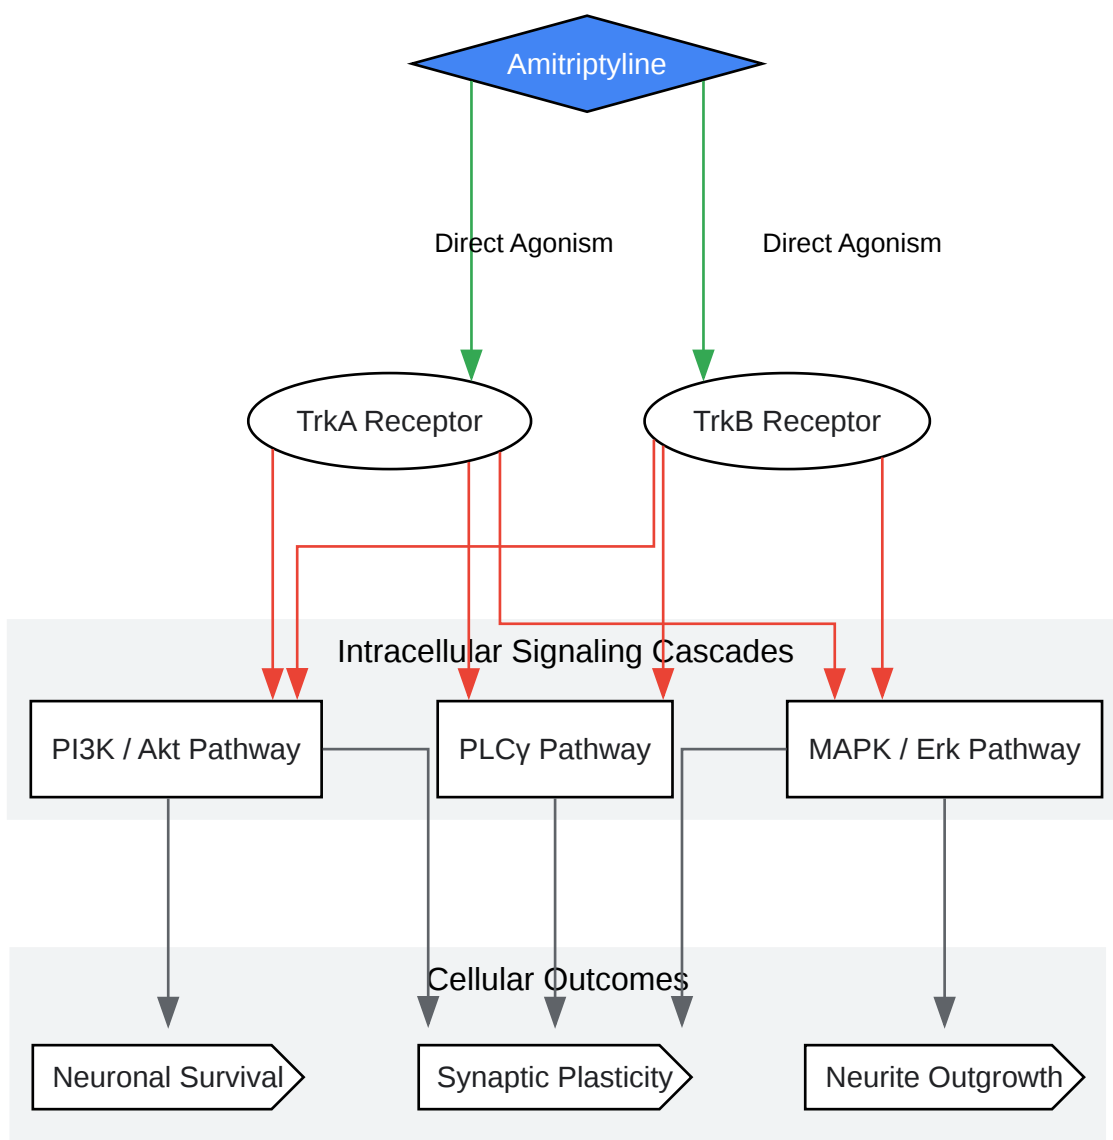 Amitriptyline
Direct Agonism
Direct Agonism
TrkA Receptor
TrkB Receptor
Intracellular Signaling Cascades
PI3K / Akt Pathway
PLCγ Pathway
MAPK / Erk Pathway
Cellular Outcomes
Neuronal Survival
Synaptic Plasticity
Neurite Outgrowth